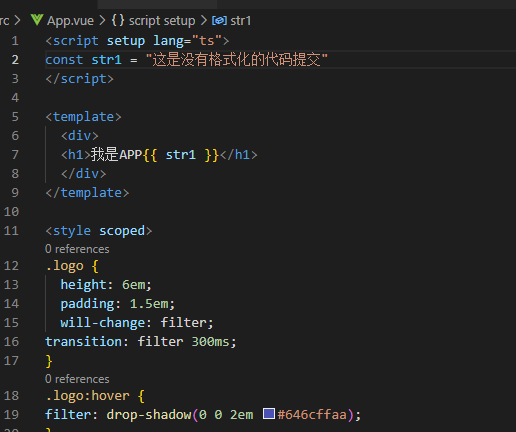 rc > App.vue > {} script setup > str1
1 <script setup lang="ts">
2 const str1 = "这是没有格式化的代码提交"
3 </script>
4
5 <template>
6 <div>
7 <h1>我是APP{{ str1 }}</h1>
8 </div>
9 </template>
10
11 <style scoped>
0 references
12 .logo {
13 height: 6em;
14 padding: 1.5em;
15 will-change: filter;
16 transition: filter 300ms;
17 }
0 references
18 .logo:hover {
19 filter: drop-shadow(0 0 2em #646cffaa);